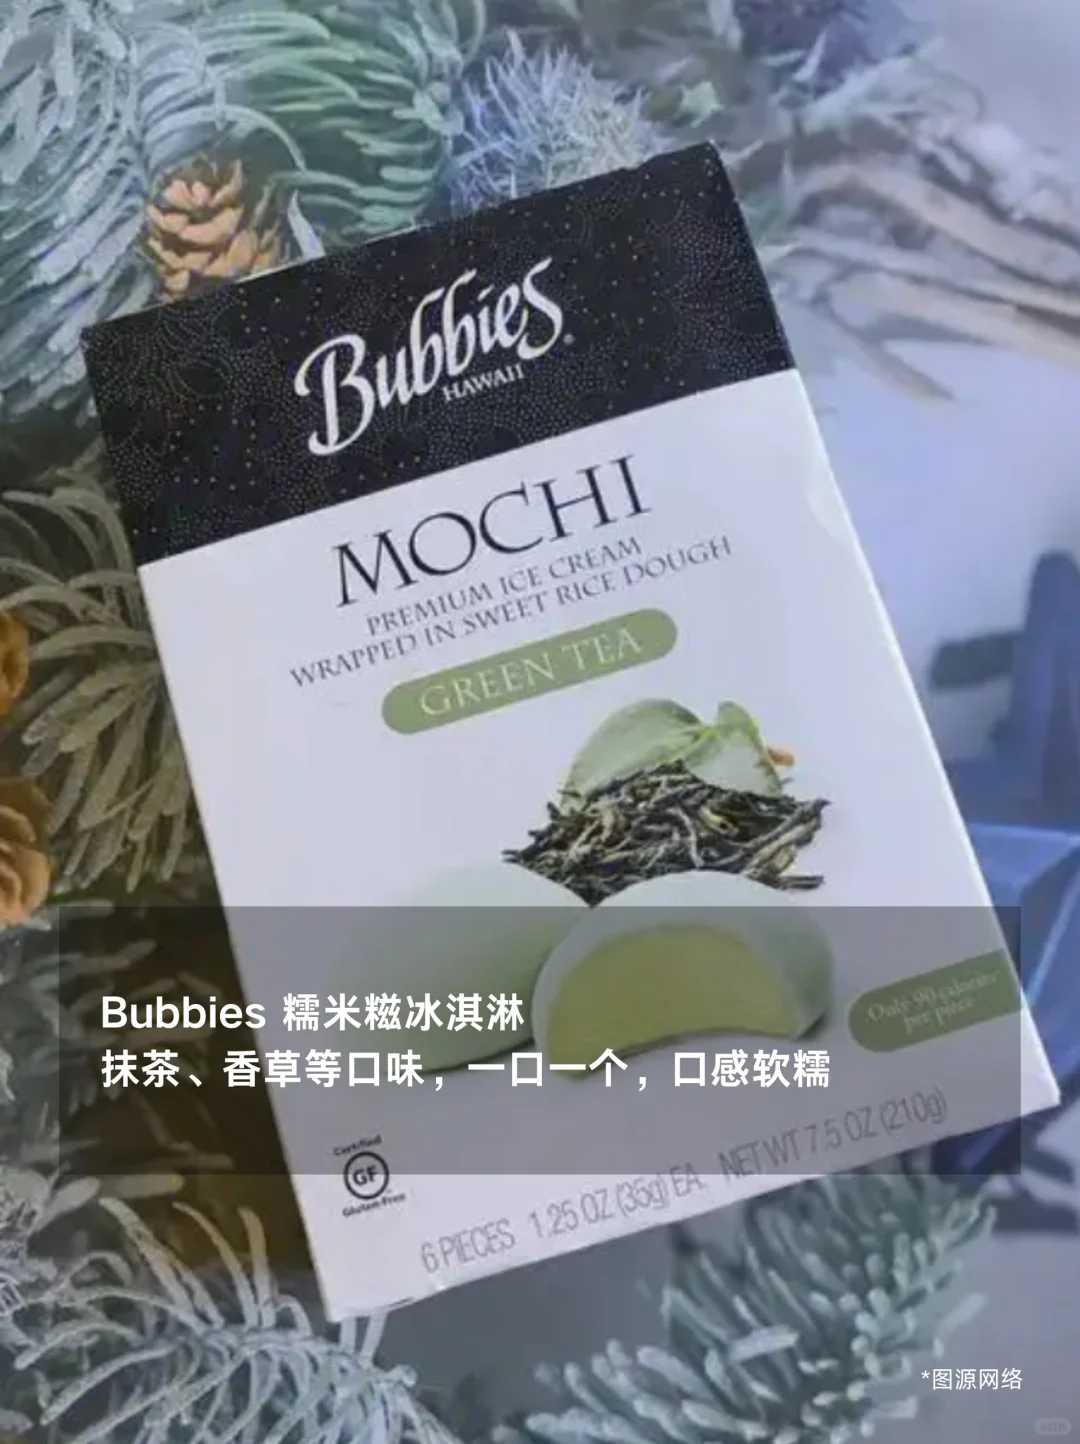 Bubbies
HAWAII
MOCHI
PREMIUM ICE CREAM
WRAPPED IN SWEET RICE DOUGH
GREEN TEA
Only 90 calories
per piece
Bubbies 糯米糍冰淇淋
抹茶、香草等口味，一口一个，口感软糯
Certified
GF
Gluten-Free
6 PIECES 1.25 OZ (35g) EA. NET WT 7.5 OZ (210g)
*图源网络